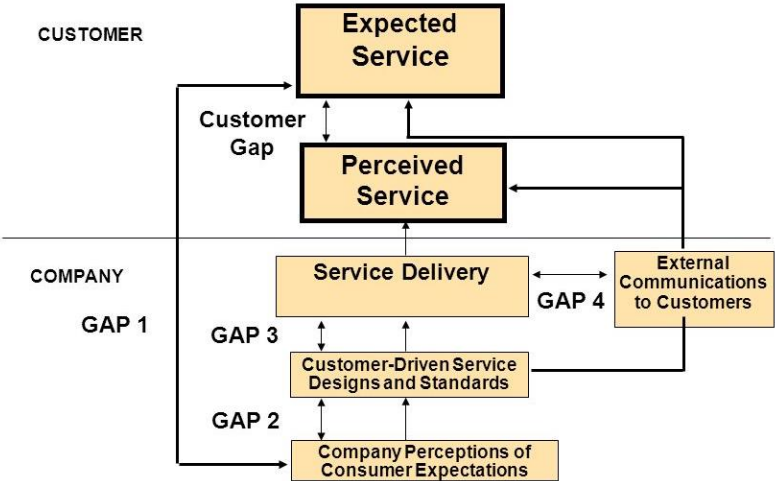 CUSTOMER
Expected
Service
Customer
Gap
Perceived
Service
COMPANY
Service Delivery
External
Communications
to Customers
GAP 4
GAP 1
GAP 3
Customer-Driven Service
Designs and Standards
GAP 2
Company Perceptions of
Consumer Expectations